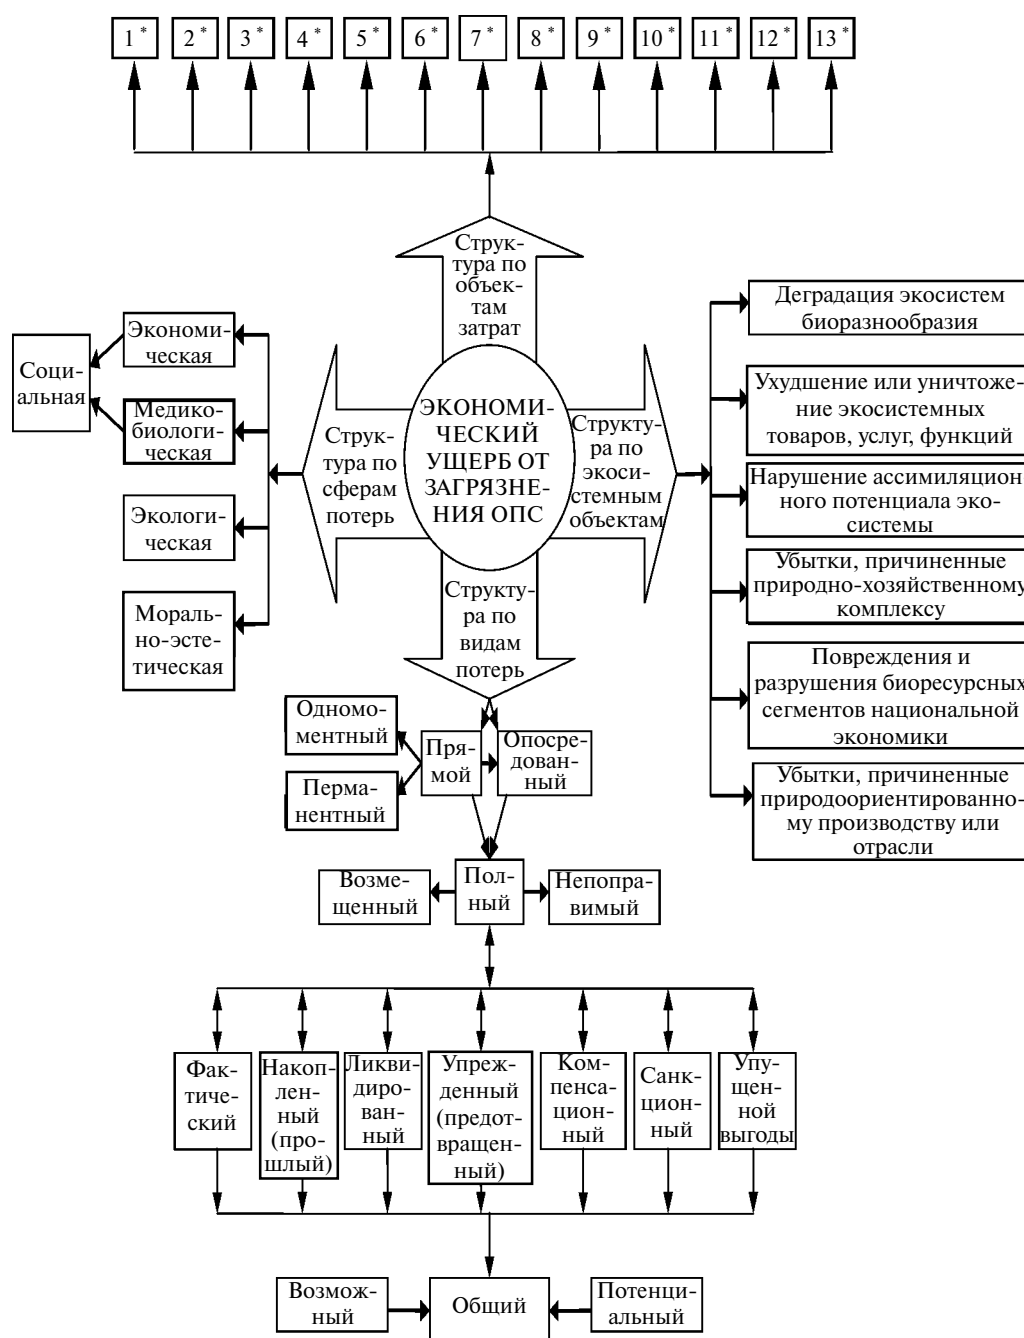 1 * 2 * 3 * 4 * 5 * 6 * 7 * 8 * 9 * 10 * 11 * 12 * 13 *
Струк-
тура по
объек-
там
затрат
Экономи-
ческая
Соци-
альная
Медико-
биологи-
ческая
Экологи-
ческая
Мораль-
но-эсте-
тическая
Струк-
тура по
сферам
потерь
ЭКОНОМИ-
ЧЕСКИЙ
УЩЕРБ ОТ
ЗАГРЯЗНЕ-
НИЯ ОПС
Структу-
ра по
экоси-
стемным
объектам
Деградация экосистем
биоразнообразия
Ухудшение или уничтоже-
ние экосистемных
товаров, услуг, функций
Нарушение ассимиляцион
ного потенциала эко-
системы
Убытки, причиненные
природно-хозяйственному
комплексу
Повреждения и
разрушения биоресурсных
сегментов национальной
экономики
Убытки, причиненные
природоориентированно-
му производству или
отрасли
Структу-
ра по
видам
потерь
Одномо-
ментный
Перма-
нентный
Пря-
мой
Опосре-
дован-
ный
Возме-
щенный
Пол-
ный
Непопра-
вимый
Фак-
тиче-
ский
Накоп-
лен-
ный
(про-
шлый)
Ликви-
диро-
ван-
ный
Упреж-
денный
(предот-
вращен-
ный)
Ком-
пенса-
цион-
ный
Санк-
цион-
ный
Упу-
щен-
ной
выгоды
Возмож-
ный
Общий
Потенци-
альный